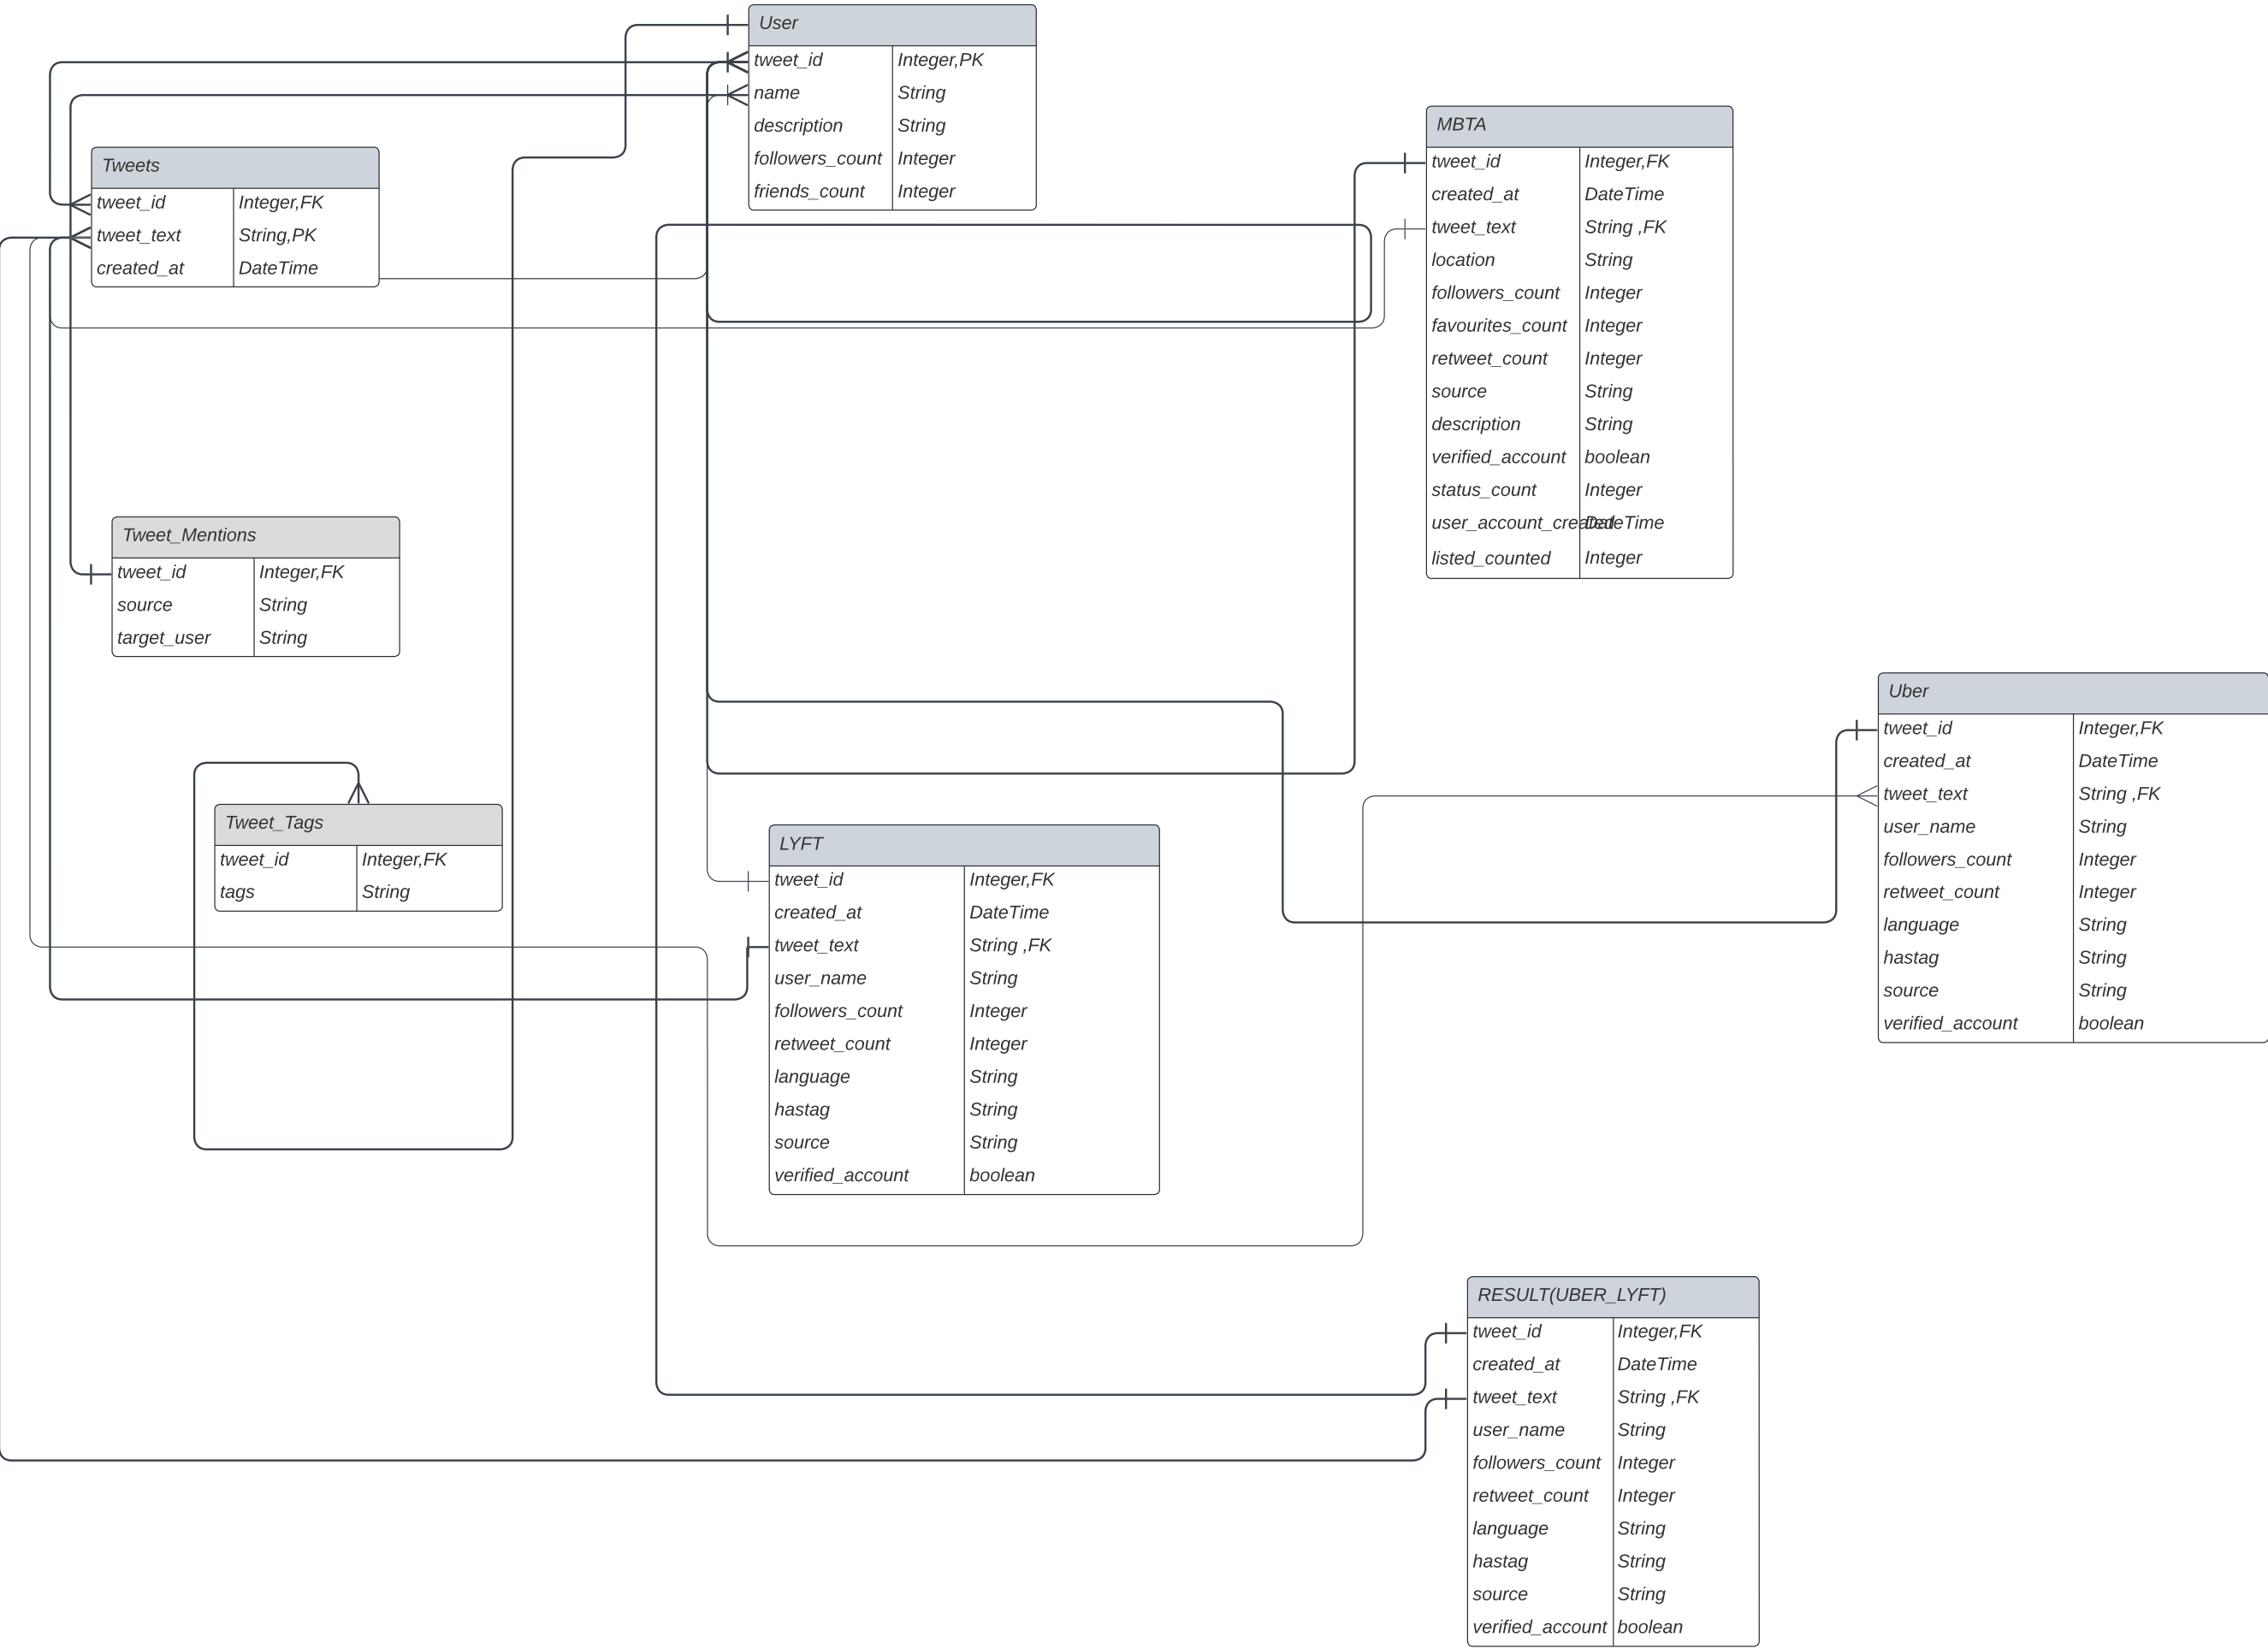 User
tweet_id Integer,PK
name String
description String
followers_count Integer
friends_count Integer
MBTA
tweet_id Integer,FK
created_at DateTime
tweet_text String ,FK
location String
followers_count Integer
favourites_count Integer
retweet_count Integer
source String
description String
verified_account boolean
status_count Integer
user_account_created DateTime
listed_counted Integer
Tweets
tweet_id Integer,FK
tweet_text String,PK
created_at DateTime
Tweet_Mentions
tweet_id Integer,FK
source String
target_user String
Uber
tweet_id Integer,FK
created_at DateTime
tweet_text String ,FK
user_name String
followers_count Integer
retweet_count Integer
language String
hastag String
source String
verified_account boolean
Tweet_Tags
tweet_id Integer,FK
tags String
LYFT
tweet_id Integer,FK
created_at DateTime
tweet_text String ,FK
user_name String
followers_count Integer
retweet_count Integer
language String
hastag String
source String
verified_account boolean
RESULT(UBER_LYFT)
tweet_id Integer,FK
created_at DateTime
tweet_text String ,FK
user_name String
followers_count Integer
retweet_count Integer
language String
hastag String
source String
verified_account boolean